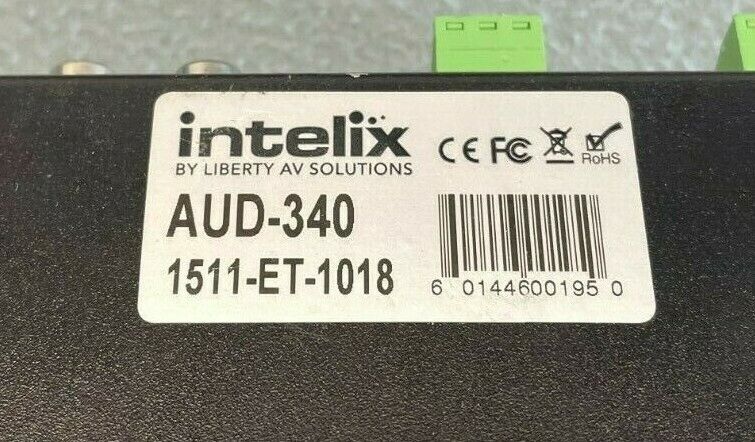 intelix
BY LIBERTY AV SOLUTIONS
CE FC RoHS
AUD-340
1511-ET-1018
6 0144600195 0